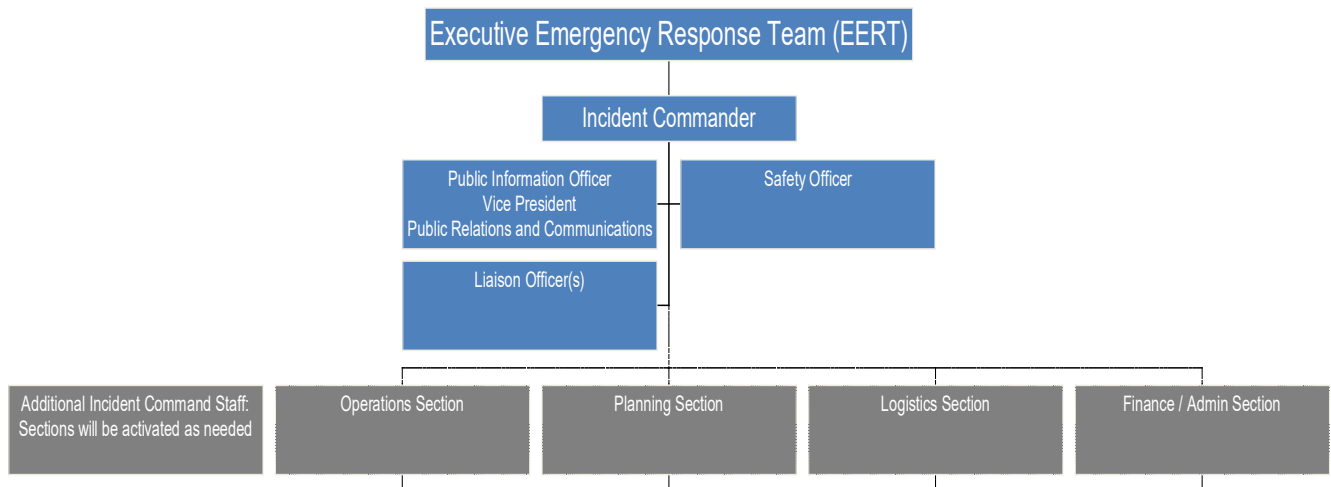 Executive Emergency Response Team (EERT)
Incident Commander
Public Information Officer
Vice President
Public Relations and Communications
Safety Officer
Liaison Officer(s)
Additional Incident Command Staff:
Sections will be activated as needed
Operations Section
Planning Section
Logistics Section
Finance / Admin Section